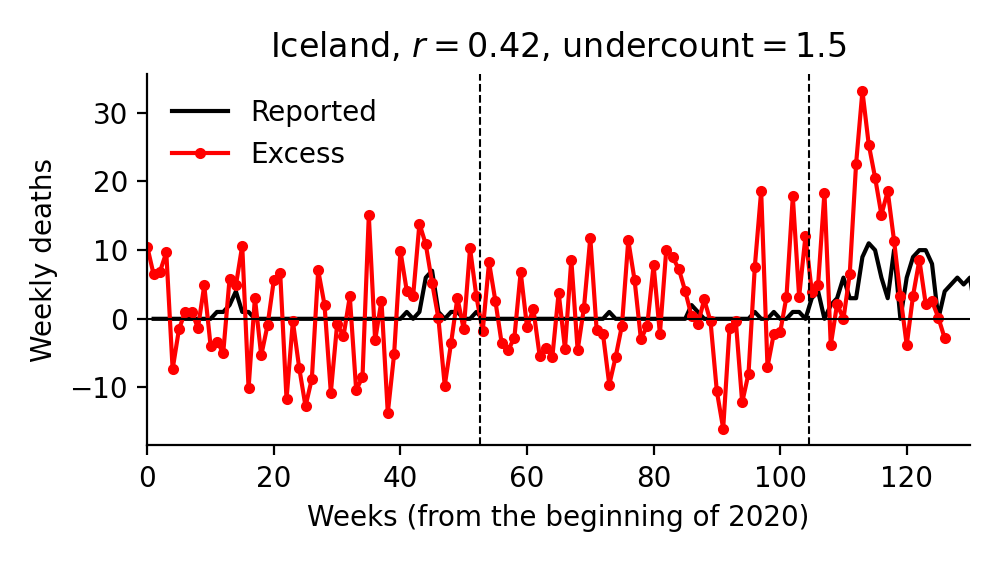 Iceland, r = 0.42, undercount = 1.5
Reported
Excess
Weekly deaths
30
20
10
0
−10
0 20 40 60 80 100 120
Weeks (from the beginning of 2020)